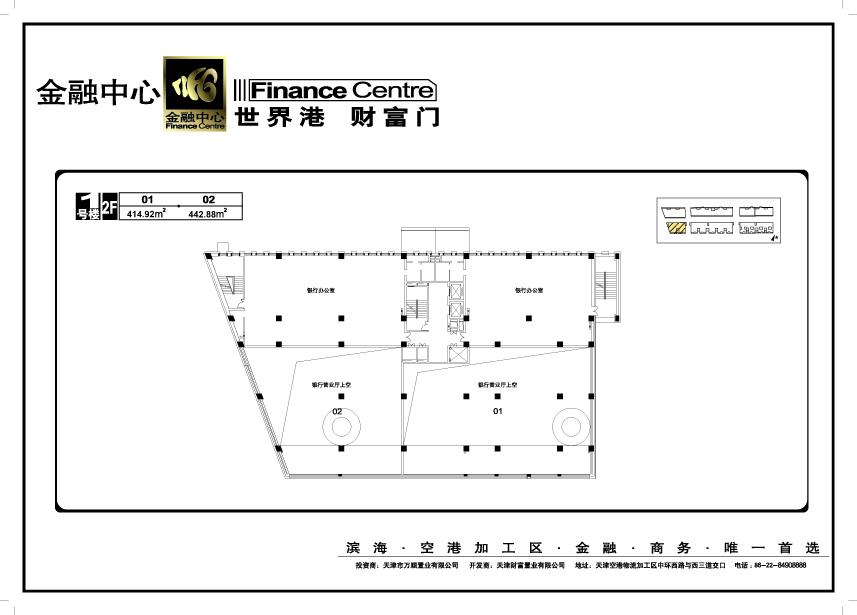 金融中心
金融中心
Finance Centre
Finance Centre
世界港 财富门
1号楼 2F
01 02
414.92m² 442.88m²
银行办公室 银行办公室
银行营业厅上空 银行营业厅上空
02 01
滨海·空港加工区·金融·商务·唯一首选
投资商：天津市万顺置业有限公司 开发商：天津财富置业有限公司 地址：天津空港物流加工区中环西路与西三道交口 电话：86-22-84908888